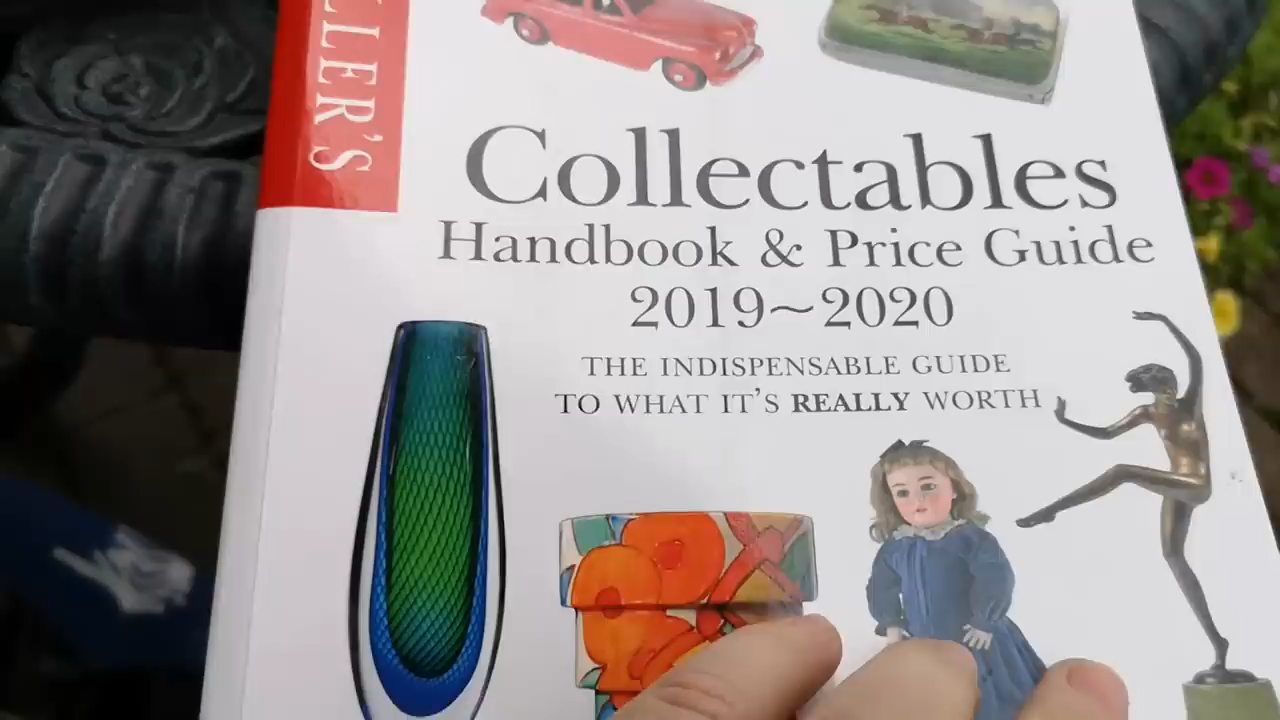 LLER'S
Collectables
Handbook & Price Guide
2019~2020
THE INDISPENSABLE GUIDE
TO WHAT IT'S REALLY WORTH